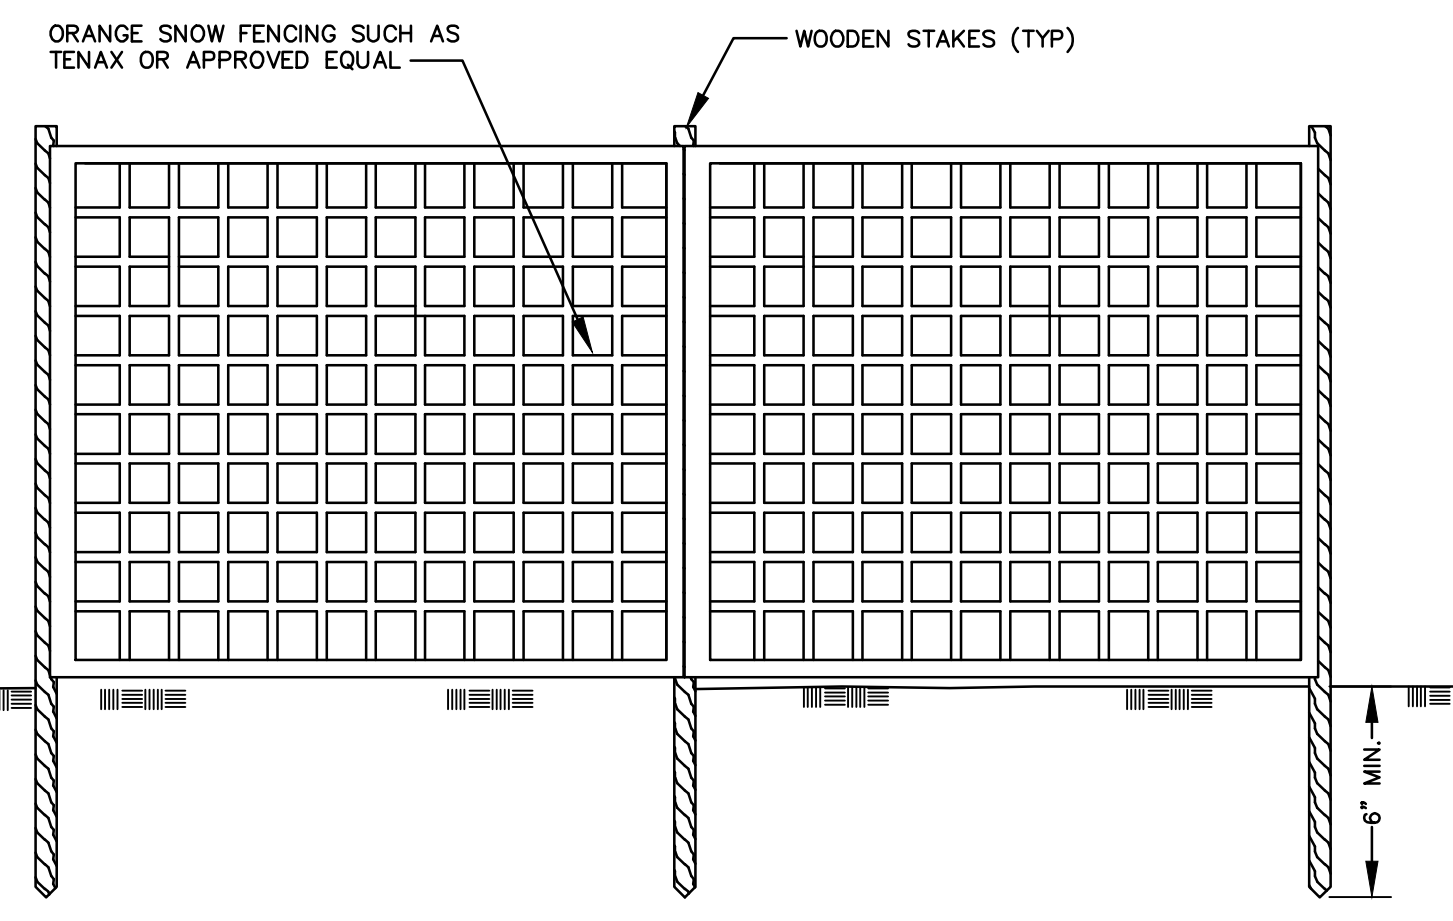 ORANGE SNOW FENCING SUCH AS
TENAX OR APPROVED EQUAL
WOODEN STAKES (TYP)
6" MIN.